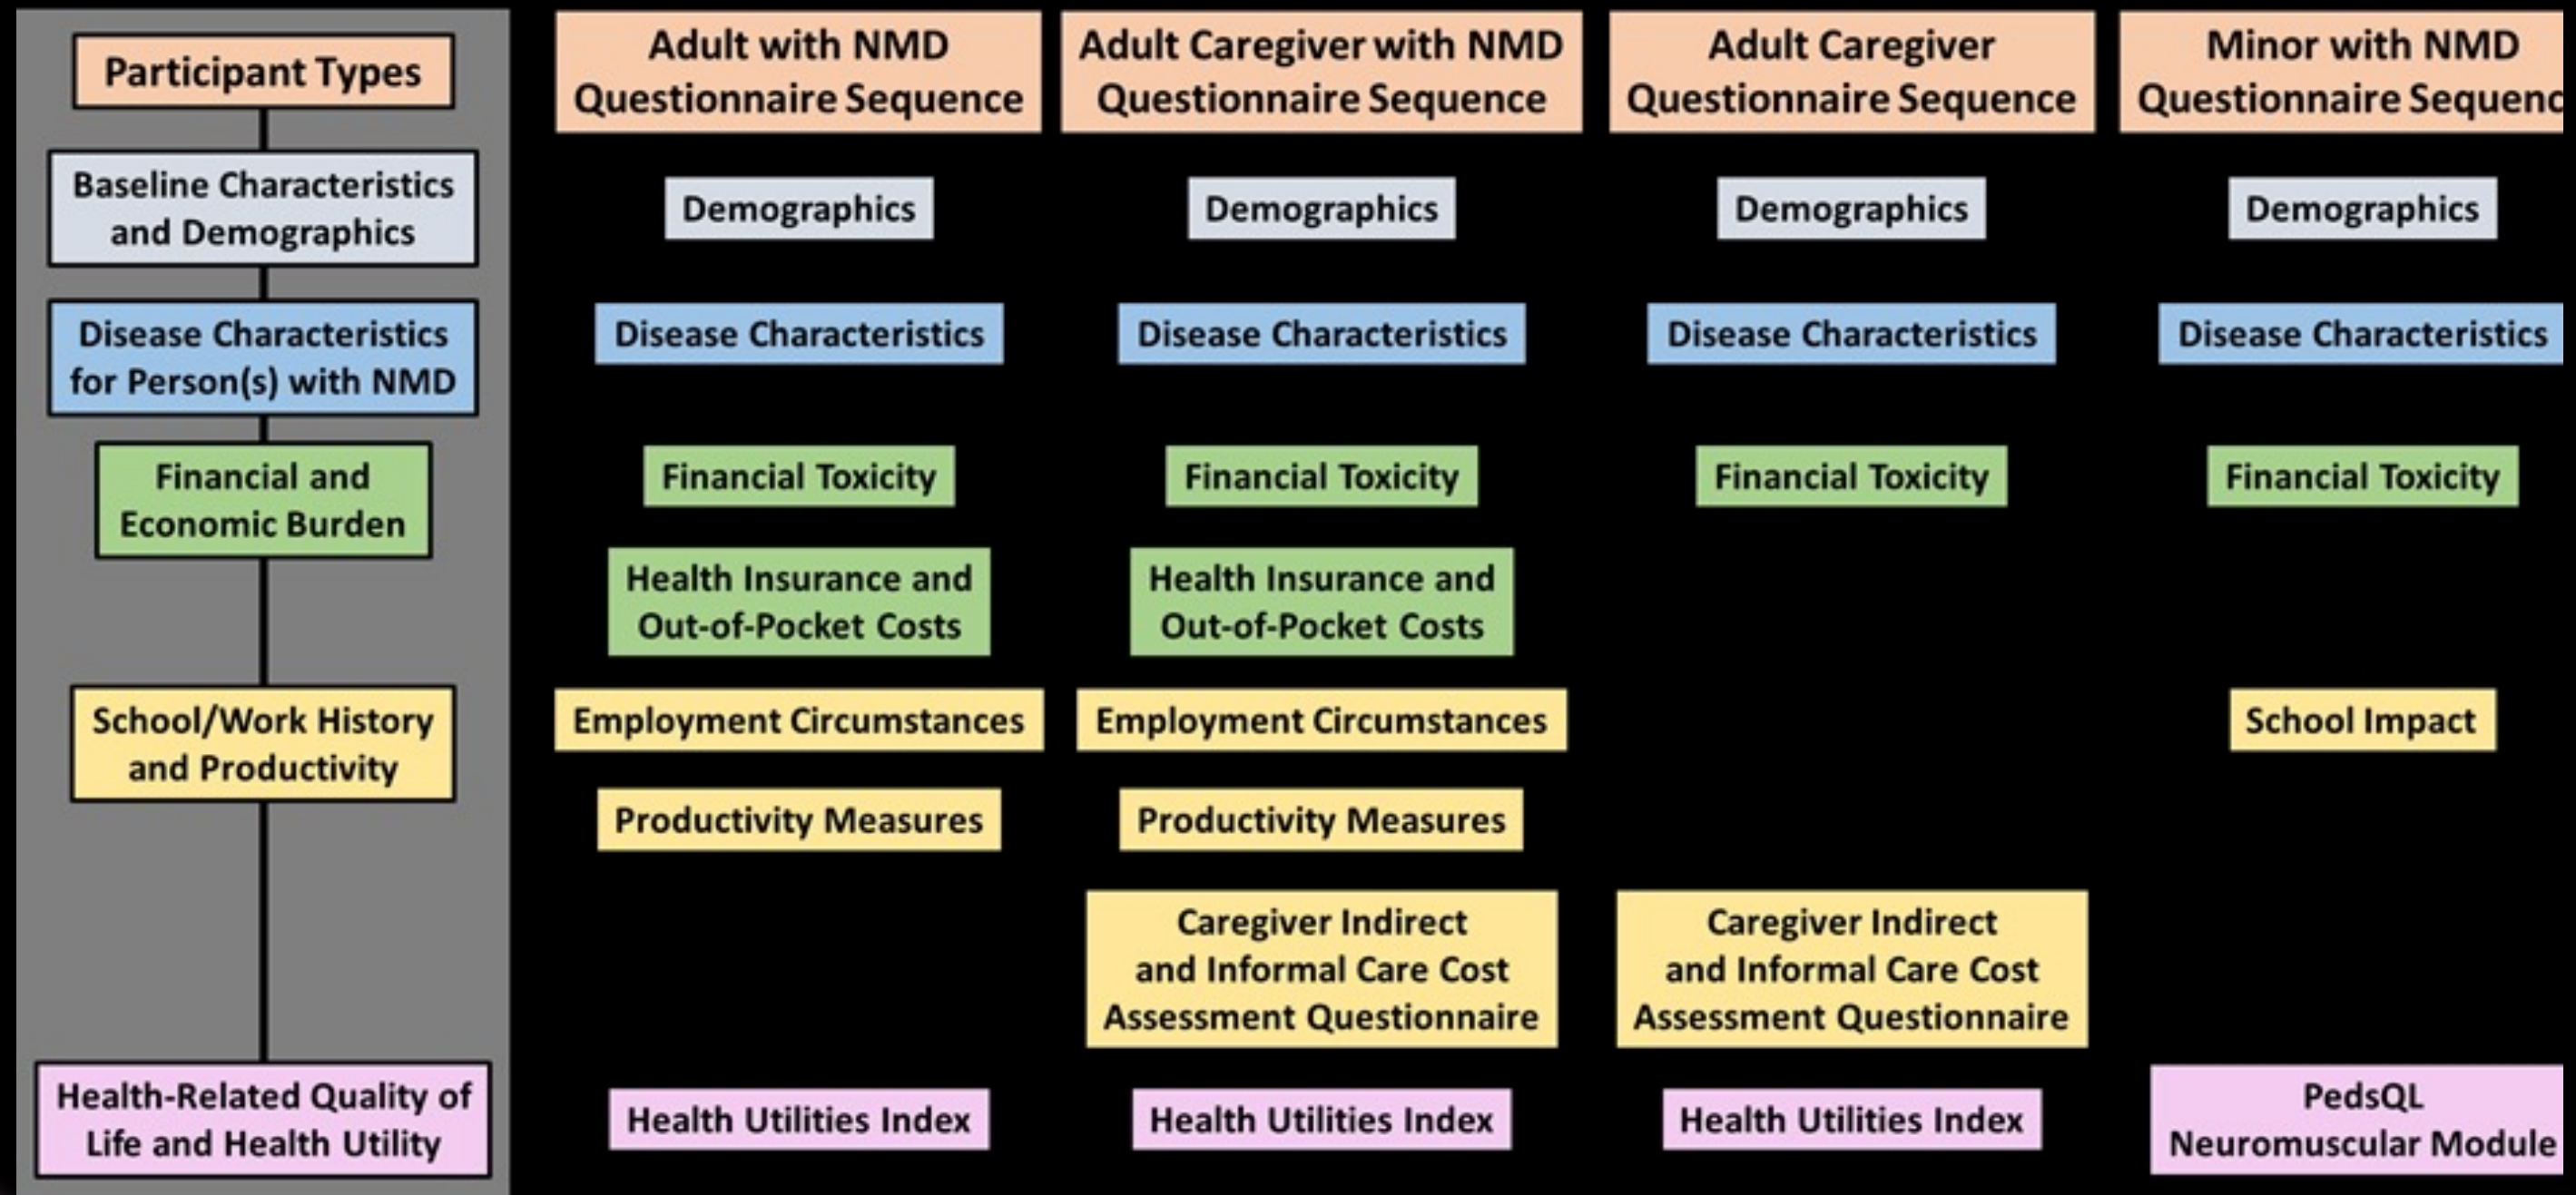 Participant Types
Baseline Characteristics
and Demographics
Disease Characteristics
for Person(s) with NMD
Financial and
Economic Burden
School/Work History
and Productivity
Health-Related Quality of
Life and Health Utility
Adult with NMD
Questionnaire Sequence
Demographics
Disease Characteristics
Financial Toxicity
Health Insurance and
Out-of-Pocket Costs
Employment Circumstances
Productivity Measures
Health Utilities Index
Adult Caregiver with NMD
Questionnaire Sequence
Demographics
Disease Characteristics
Financial Toxicity
Health Insurance and
Out-of-Pocket Costs
Employment Circumstances
Productivity Measures
Caregiver Indirect
and Informal Care Cost
Assessment Questionnaire
Health Utilities Index
Adult Caregiver
Questionnaire Sequence
Demographics
Disease Characteristics
Financial Toxicity
Caregiver Indirect
and Informal Care Cost
Assessment Questionnaire
Health Utilities Index
Minor with NMD
Questionnaire Sequenc
Demographics
Disease Characteristics
Financial Toxicity
School Impact
PedsQL
Neuromuscular Module